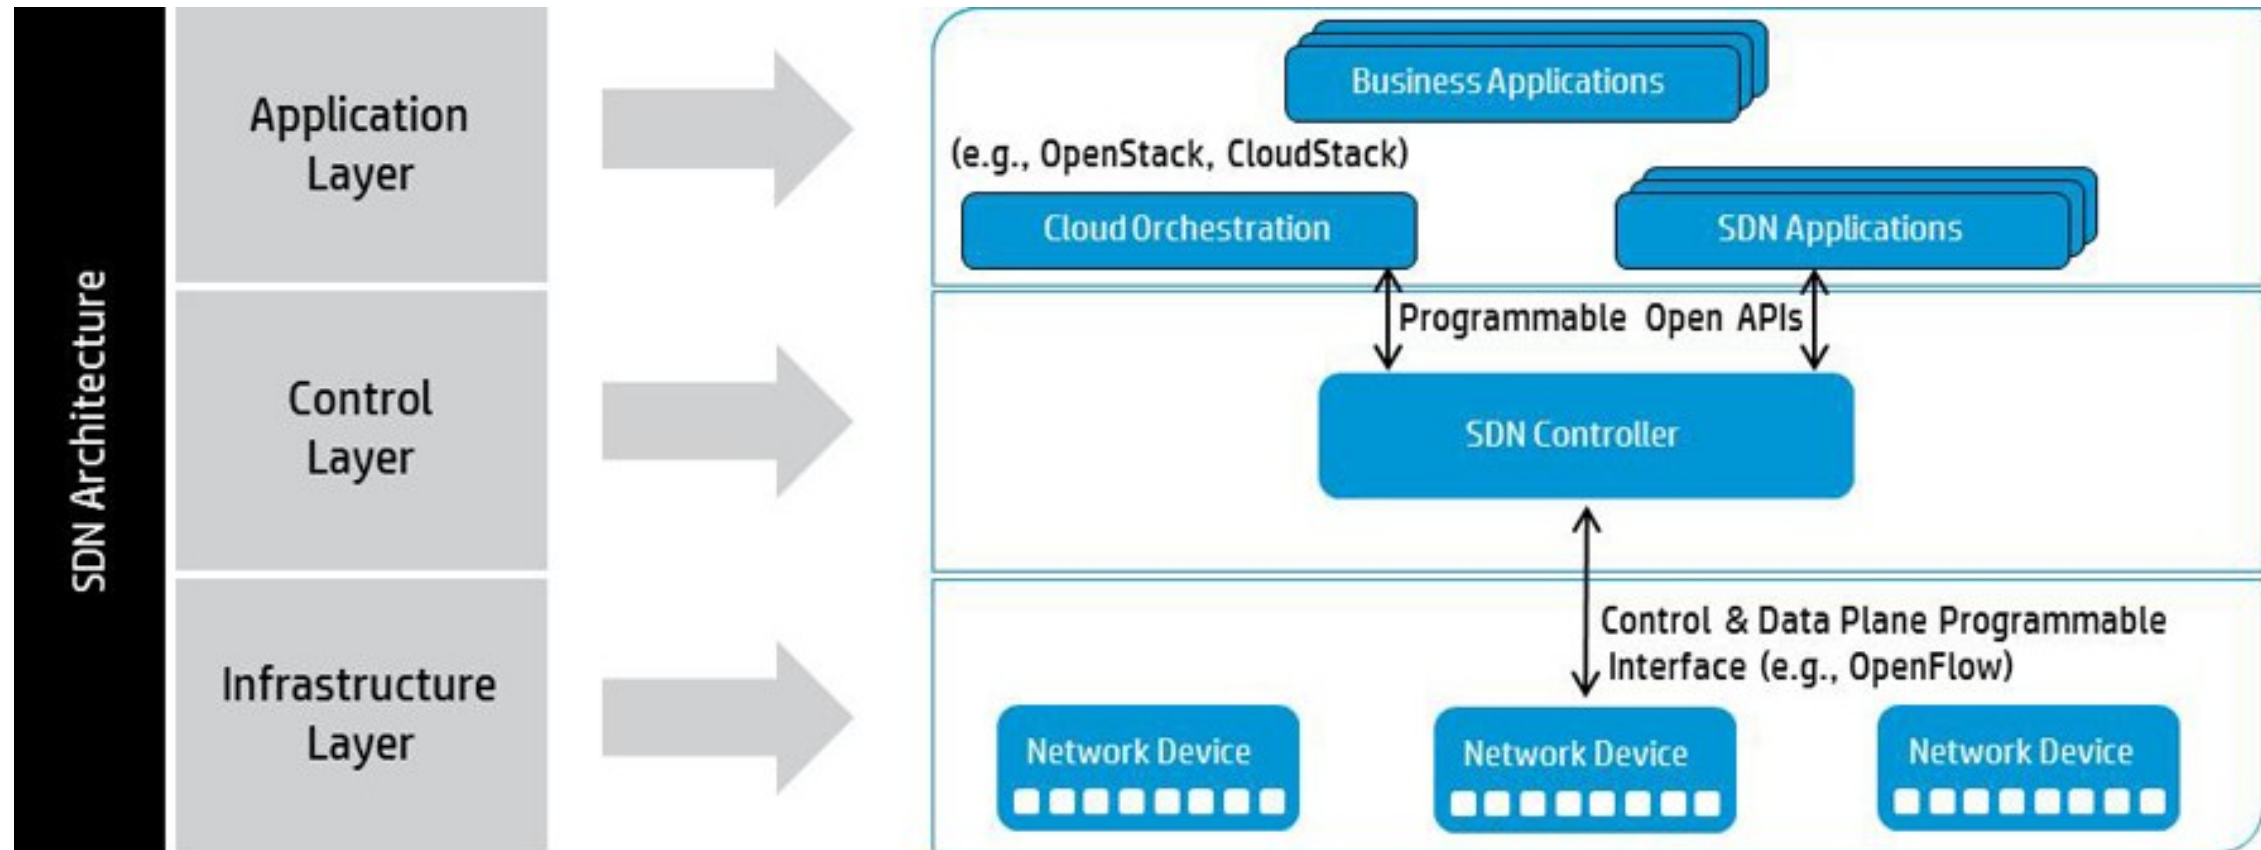 SDN Architecture
Application
Layer
Control
Layer
Infrastructure
Layer
Business Applications
(e.g., OpenStack, CloudStack)
Cloud Orchestration
SDN Applications
Programmable Open APIs
SDN Controller
Control & Data Plane Programmable
Interface (e.g., OpenFlow)
Network Device
Network Device
Network Device